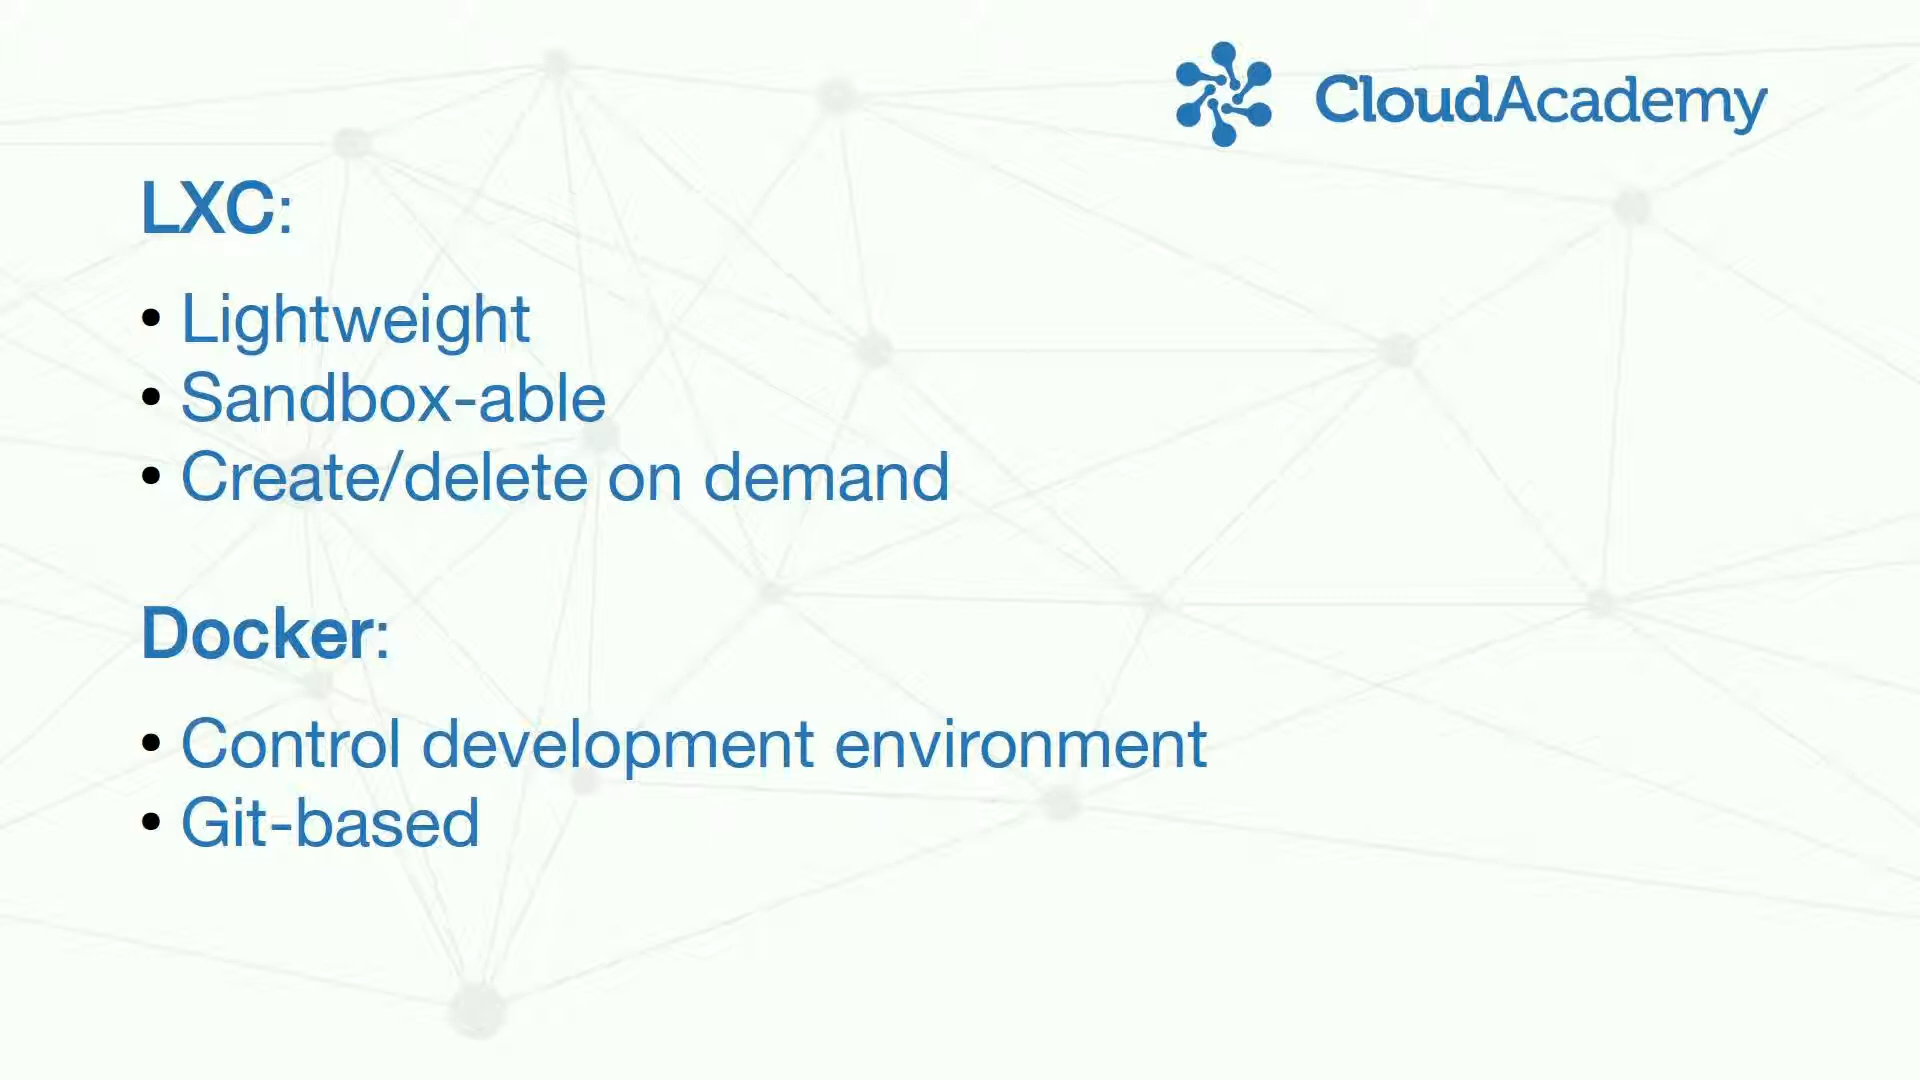 CloudAcademy
LXC:
• Lightweight
• Sandbox-able
• Create/delete on demand
Docker:
• Control development environment
• Git-based